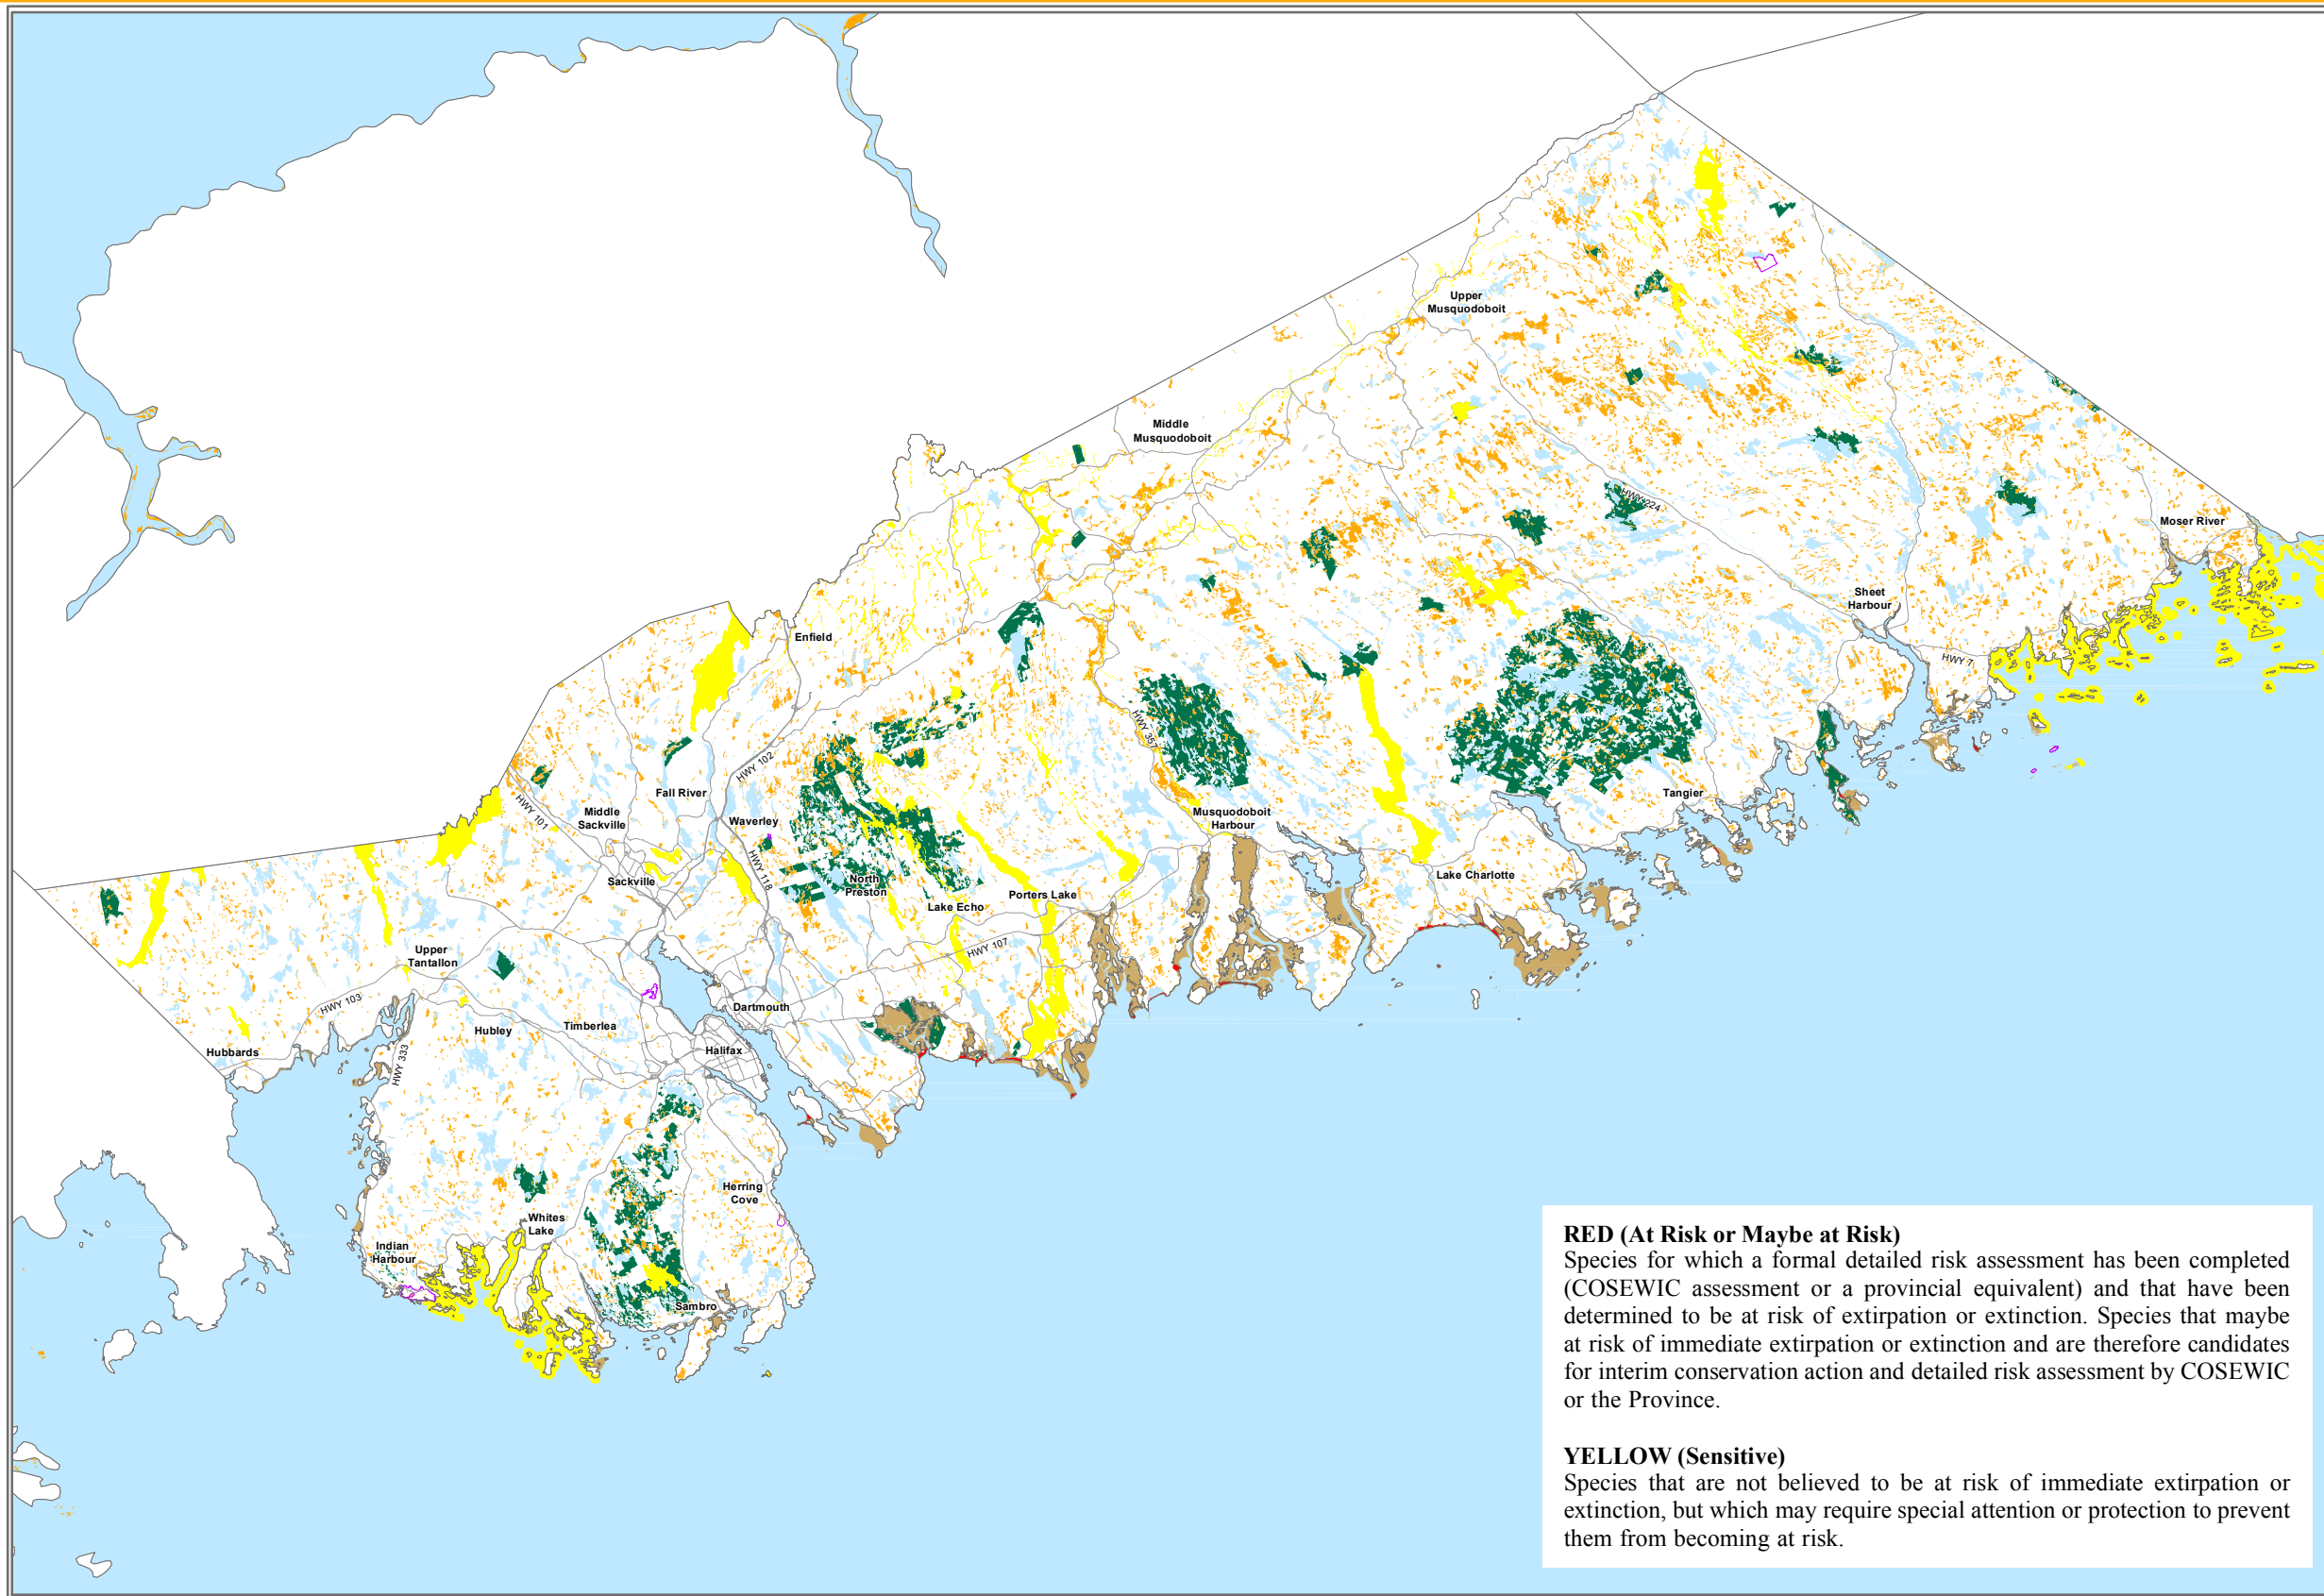 Upper
Musquodoboit
Middle
Musquodoboit
HWY 224
Moser River
Sheet
Harbour
HWY 7
Enfield
HWY 357
HWY 102
Fall River
HWY 101
Middle
Sackville
Waverley
Musquodoboit
Harbour
Tangier
HWY 118
Sackville
North
Preston
Lake Charlotte
Porters Lake
Lake Echo
Upper
Tantallon
HWY 107
HWY 103
Dartmouth
Hubley
Timberlea
Hubbards
HWY 333
Halifax
Herring
Cove
Whites
Lake
Indian
Harbour
Sambro
RED (At Risk or Maybe at Risk)
Species for which a formal detailed risk assessment has been completed
(COSEWIC assessment or a provincial equivalent) and that have been
determined to be at risk of extirpation or extinction. Species that maybe
at risk of immediate extirpation or extinction and are therefore candidates
for interim conservation action and detailed risk assessment by COSEWIC
or the Province.
YELLOW (Sensitive)
Species that are not believed to be at risk of immediate extirpation or
extinction, but which may require special attention or protection to prevent
them from becoming at risk.